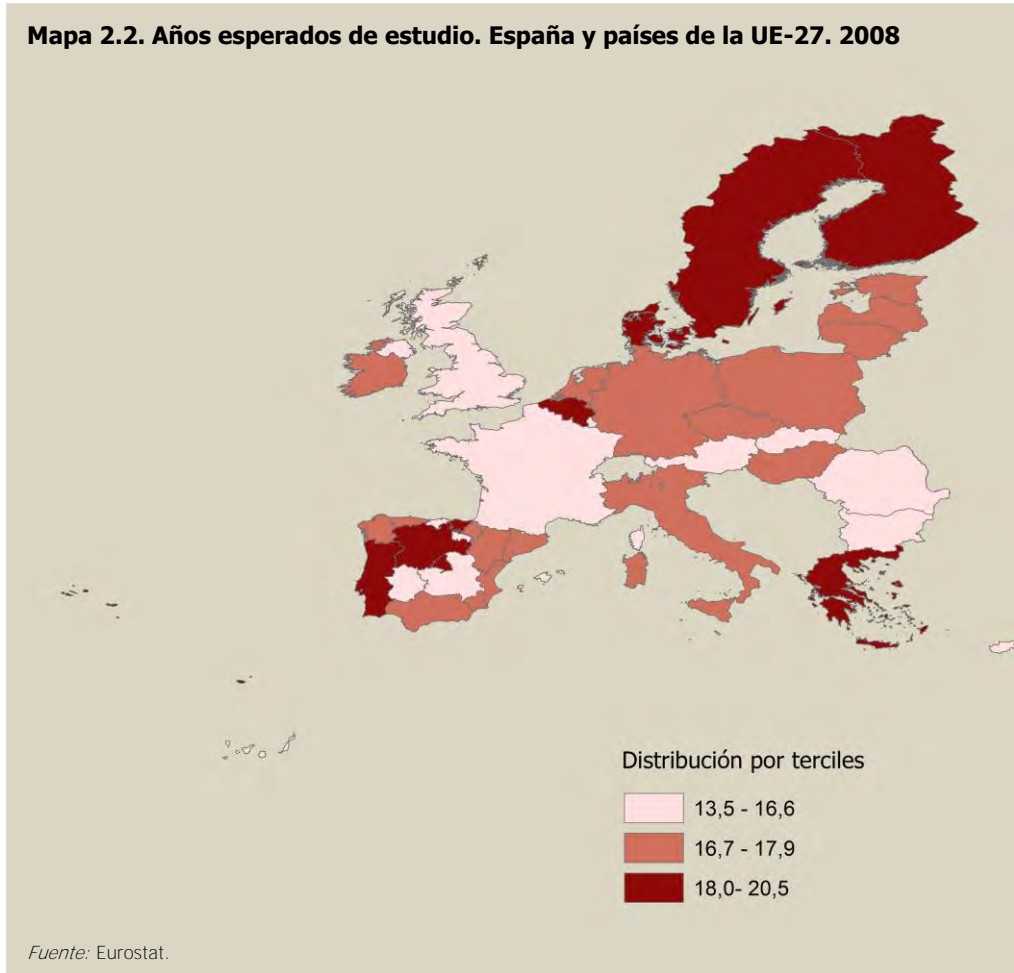 Mapa 2.2. Años esperados de estudio. España y países de la UE-27. 2008
Distribución por terciles
13,5 - 16,6
16,7 - 17,9
18,0- 20,5
Fuente: Eurostat.